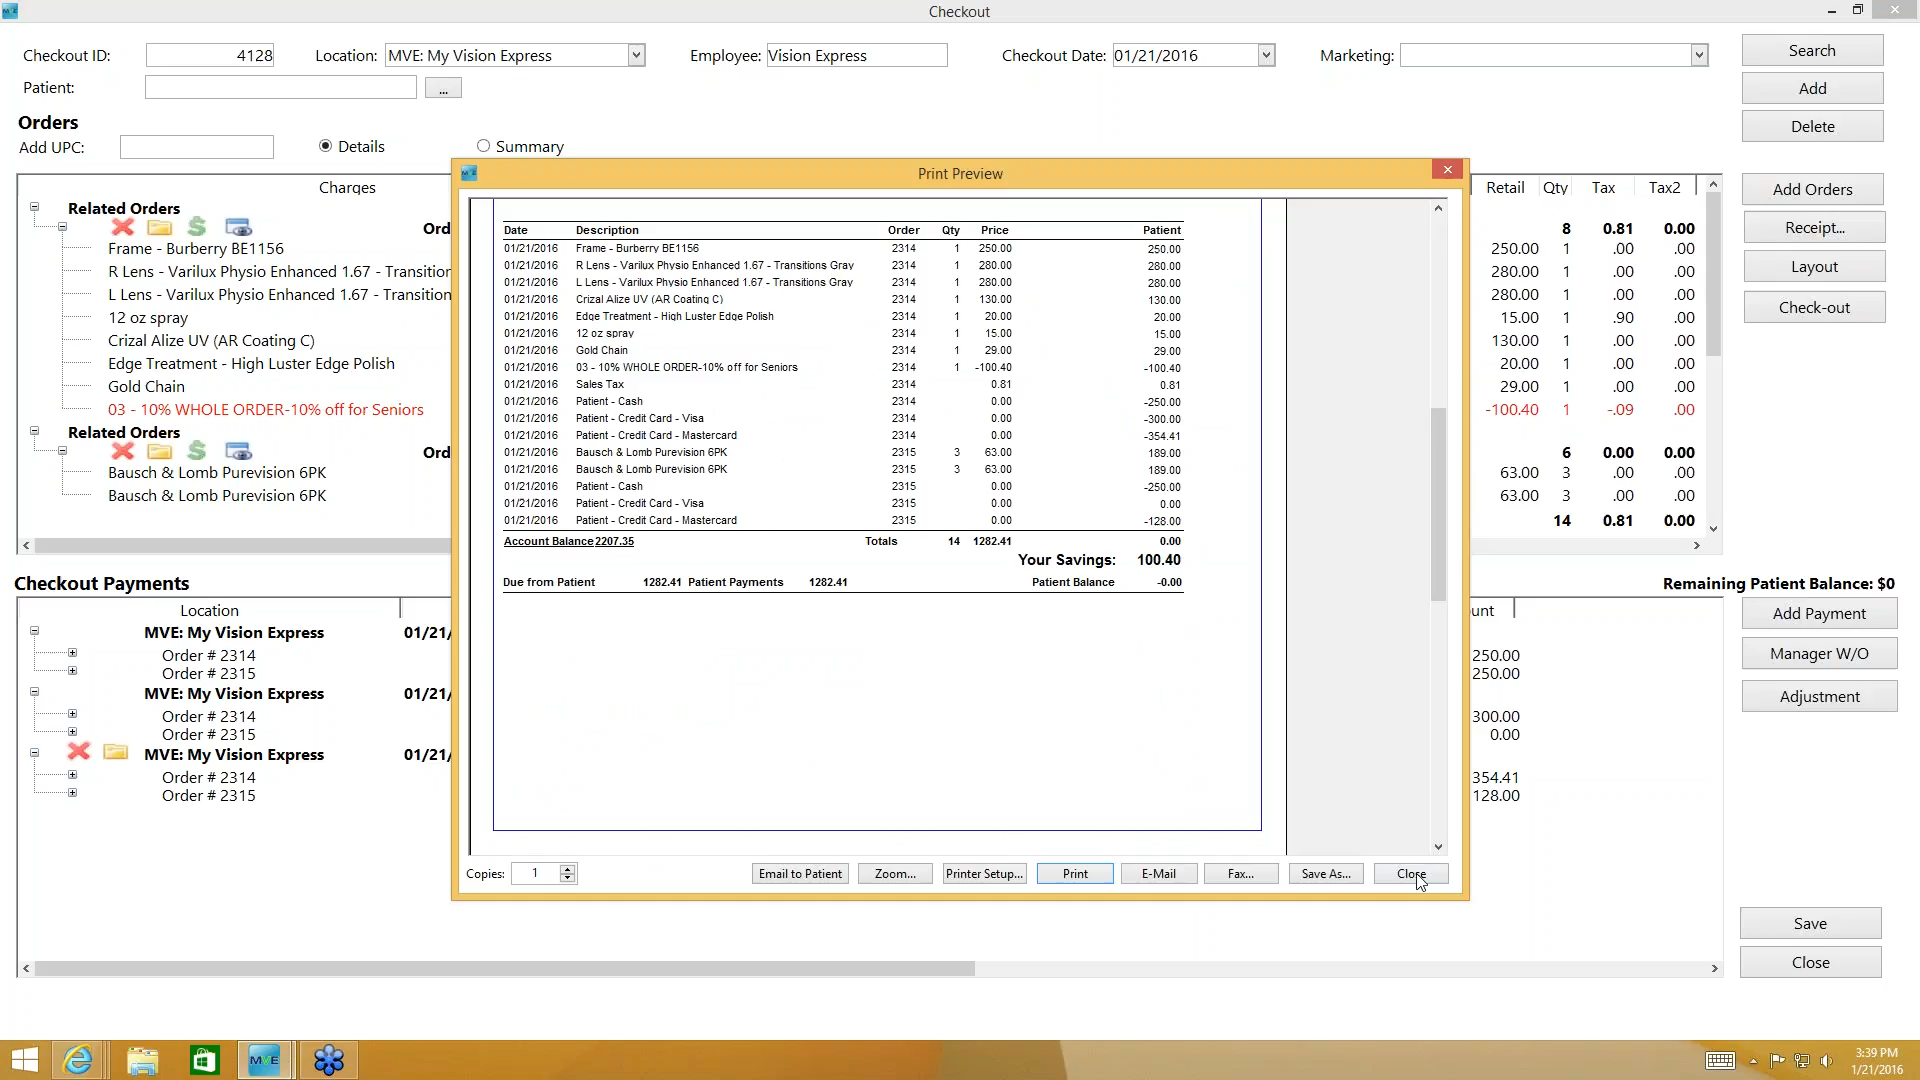 Checkout
Checkout ID: 4128 Location: MVE: My Vision Express Employee: Vision Express Checkout Date: 01/21/2016 Marketing: Search
Patient: ... Add
Orders
Delete
Add UPC: Details Summary
Print Preview
Charges Retail Qty Tax Tax2 Add Orders
Related Orders
Ord 8 0.81 0.00 Receipt...
Frame - Burberry BE1156 250.00 1 .00 .00
R Lens - Varilux Physio Enhanced 1.67 - Transition 280.00 1 .00 .00 Layout
L Lens - Varilux Physio Enhanced 1.67 - Transition 280.00 1 .00 .00
12 oz spray 15.00 1 .90 .00 Check-out
Crizal Alize UV (AR Coating C) 130.00 1 .00 .00
Edge Treatment - High Luster Edge Polish 20.00 1 .00 .00
Gold Chain 29.00 1 .00 .00
03 - 10% WHOLE ORDER-10% off for Seniors -100.40 1 -.09 .00
Related Orders
Ord 6 0.00 0.00
Bausch & Lomb Purevision 6PK 63.00 3 .00 .00
Bausch & Lomb Purevision 6PK 63.00 3 .00 .00
14 0.81 0.00
Date Description Order Qty Price Patient
01/21/2016 Frame - Burberry BE1156 2314 1 250.00 250.00
01/21/2016 R Lens - Varilux Physio Enhanced 1.67 - Transitions Gray 2314 1 280.00 280.00
01/21/2016 L Lens - Varilux Physio Enhanced 1.67 - Transitions Gray 2314 1 280.00 280.00
01/21/2016 Crizal Alize UV (AR Coating C) 2314 1 130.00 130.00
01/21/2016 Edge Treatment - High Luster Edge Polish 2314 1 20.00 20.00
01/21/2016 12 oz spray 2314 1 15.00 15.00
01/21/2016 Gold Chain 2314 1 29.00 29.00
01/21/2016 03 - 10% WHOLE ORDER-10% off for Seniors 2314 1 -100.40 -100.40
01/21/2016 Sales Tax 2314 0.81 0.81
01/21/2016 Patient - Cash 2314 0.00 -250.00
01/21/2016 Patient - Credit Card - Visa 2314 0.00 -300.00
01/21/2016 Patient - Credit Card - Mastercard 2314 0.00 -354.41
01/21/2016 Bausch & Lomb Purevision 6PK 2315 3 63.00 189.00
01/21/2016 Bausch & Lomb Purevision 6PK 2315 3 63.00 189.00
01/21/2016 Patient - Cash 2315 0.00 -250.00
01/21/2016 Patient - Credit Card - Visa 2315 0.00 0.00
01/21/2016 Patient - Credit Card - Mastercard 2315 0.00 -128.00
Account Balance 2207.35 Totals 14 1282.41 0.00
Your Savings: 100.40
Due from Patient 1282.41 Patient Payments 1282.41 Patient Balance -0.00
Copies: 1 Email to Patient Zoom... Printer Setup... Print E-Mail Fax... Save As... Close
Checkout Payments Remaining Patient Balance: $0
Location unt Add Payment
MVE: My Vision Express 01/21/
Order # 2314 250.00 Manager W/O
Order # 2315 250.00
MVE: My Vision Express 01/21/ Adjustment
Order # 2314 300.00
Order # 2315 0.00
MVE: My Vision Express 01/21/
Order # 2314 354.41
Order # 2315 128.00
Save
Close
MVE
3:39 PM
1/21/2016